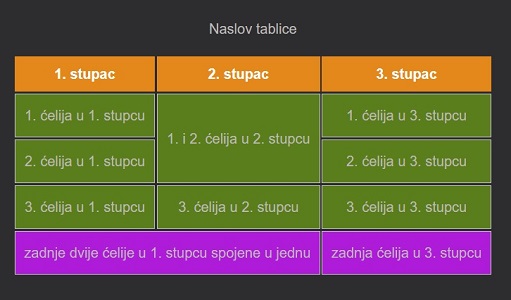 Naslov tablice
1. stupac 2. stupac 3. stupac
1. ćelija u 1. stupcu 1. i 2. ćelija u 2. stupcu 1. ćelija u 3. stupcu
2. ćelija u 1. stupcu 2. ćelija u 3. stupcu
3. ćelija u 1. stupcu 3. ćelija u 2. stupcu 3. ćelija u 3. stupcu
zadnje dvije ćelije u 1. stupcu spojene u jednu zadnja ćelija u 3. stupcu